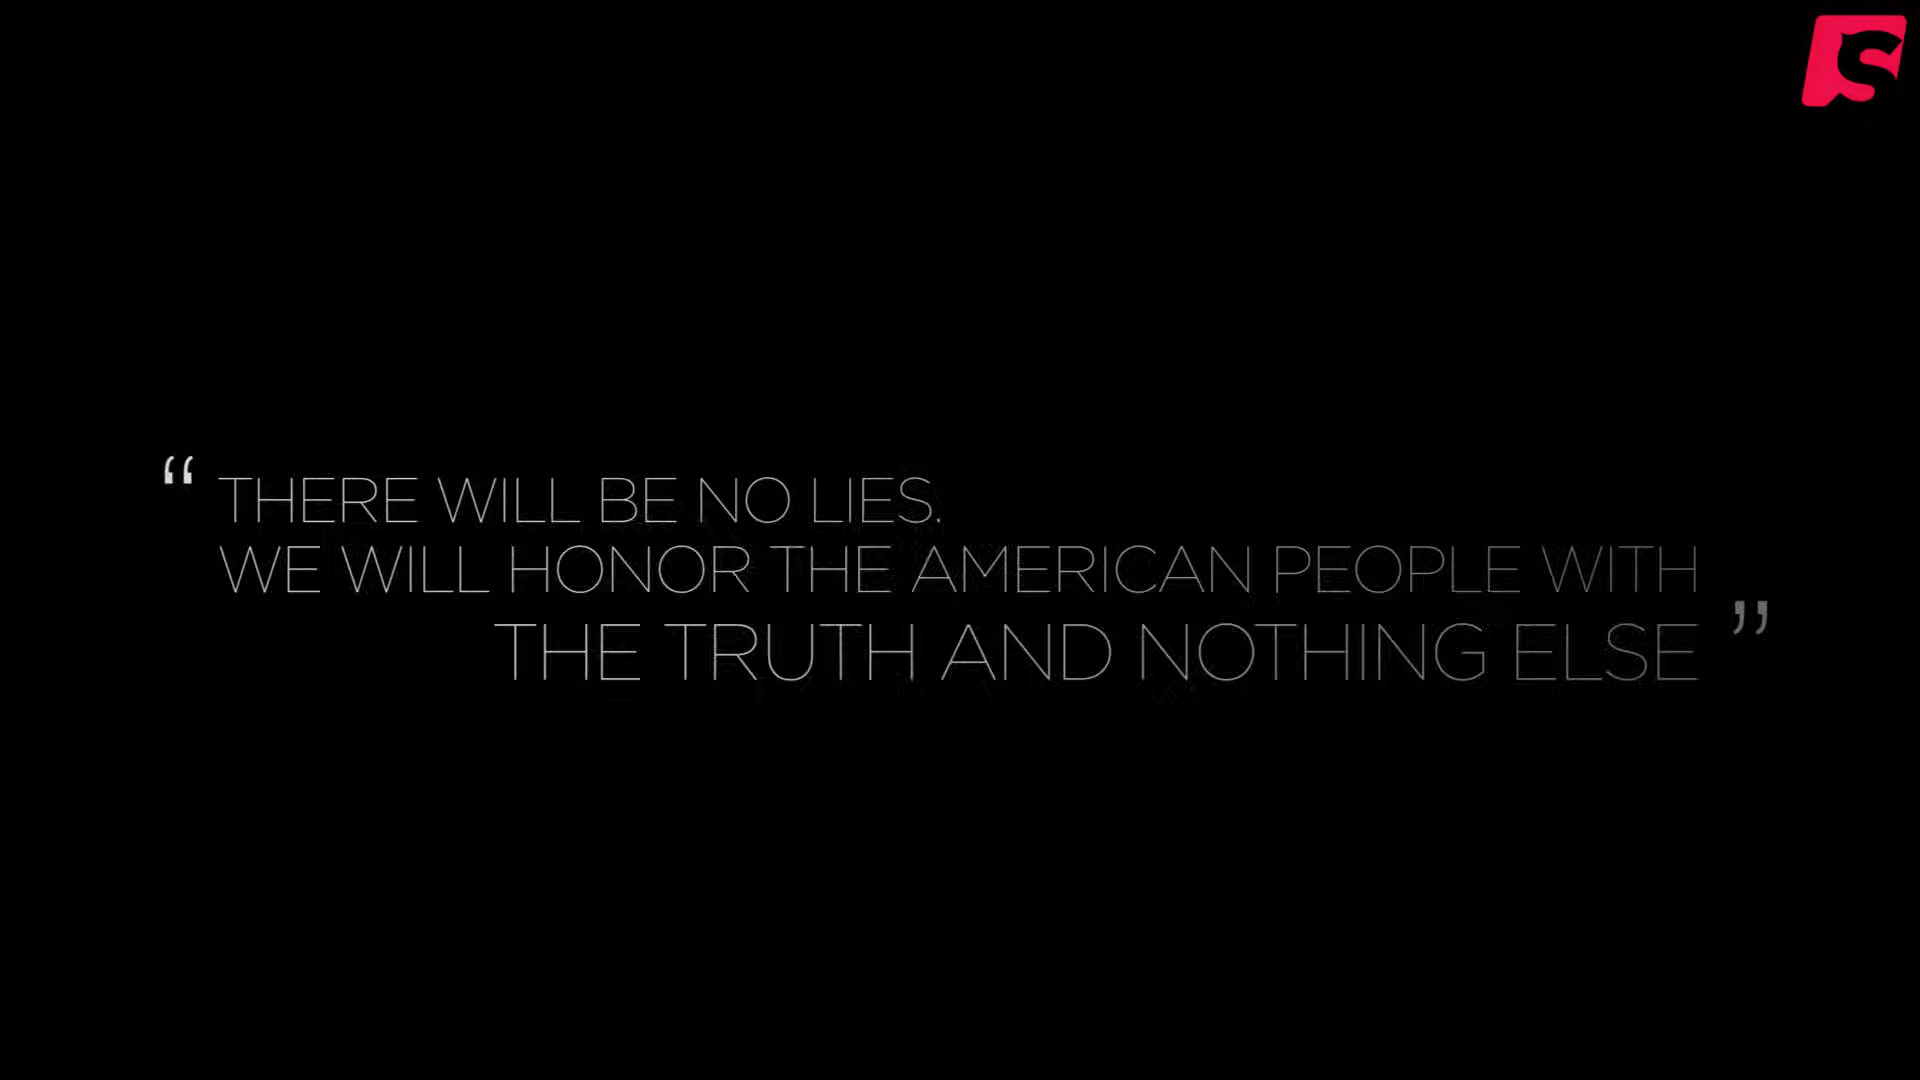 “ THERE WILL BE NO LIES.
WE WILL HONOR THE AMERICAN PEOPLE WITH
THE TRUTH AND NOTHING ELSE ”
S